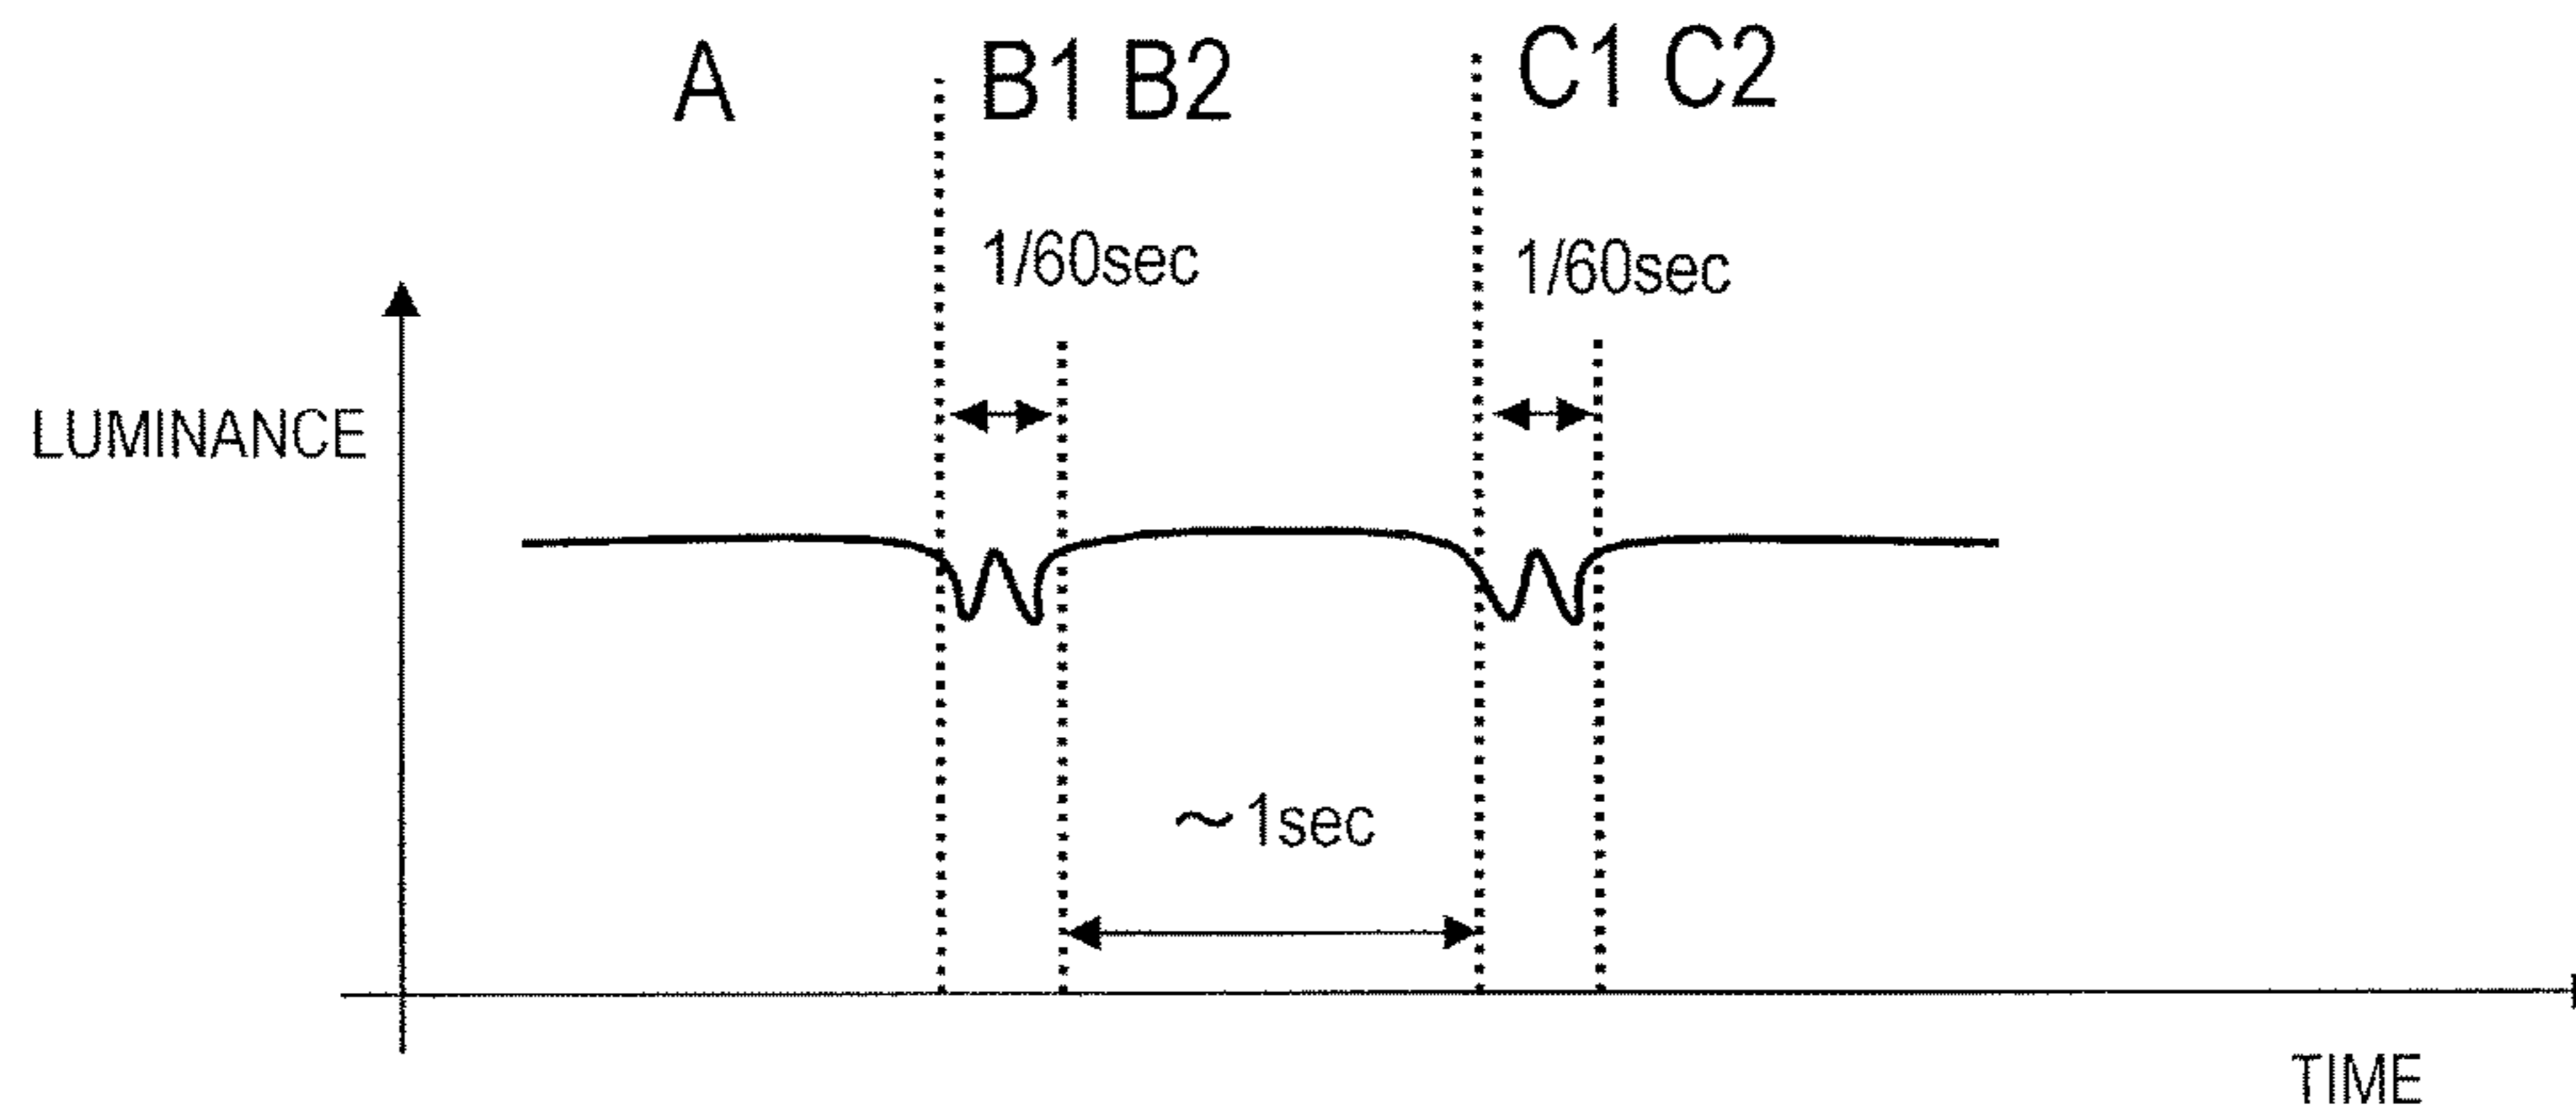 A B1 B2 C1 C2
1/60sec 1/60sec
LUMINANCE
～1sec
TIME